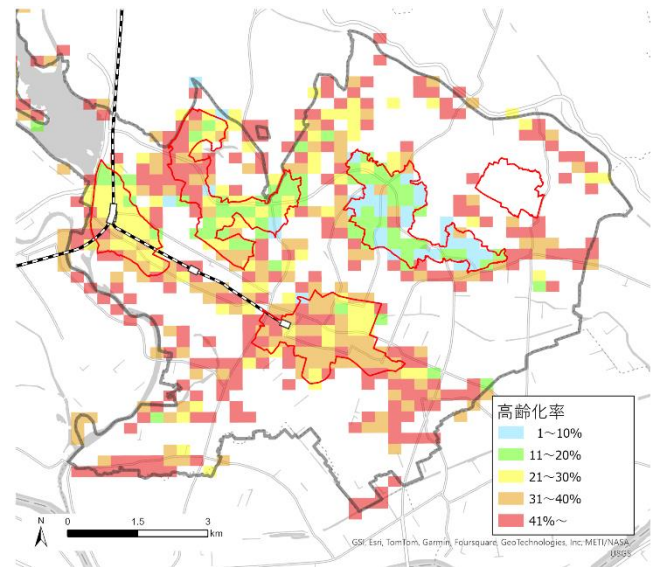 高齢化率
1～10%
11～20%
21～30%
31～40%
41%～
N
0 1.5 3
km
GSI, Esri, TomTom, Garmin, Foursquare, GeoTechnologies, Inc, METI/NASA,
USGS